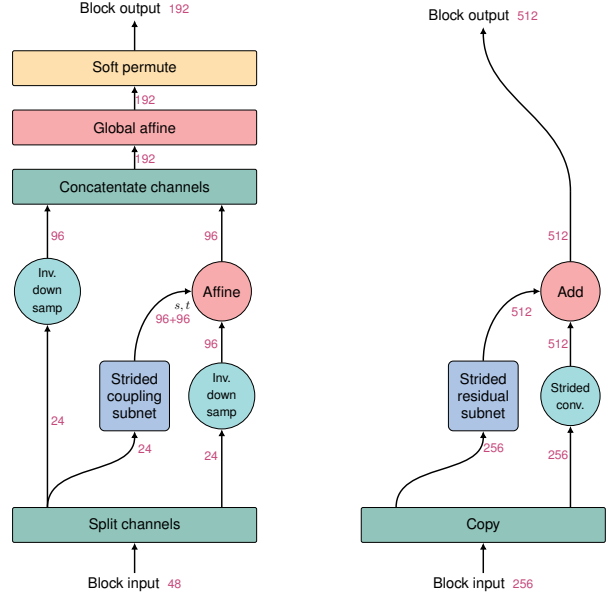 Block output 192
Soft permute
192
Global affine
192
Concatentate channels
96
96
Inv.
down
samp
Affine
s, t
96+96
96
Strided
coupling
subnet
Inv.
down
samp
24
24
24
Split channels
Block input 48
Block output 512
512
Add
512
512
Strided
residual
subnet
Strided
conv.
256
256
Copy
Block input 256